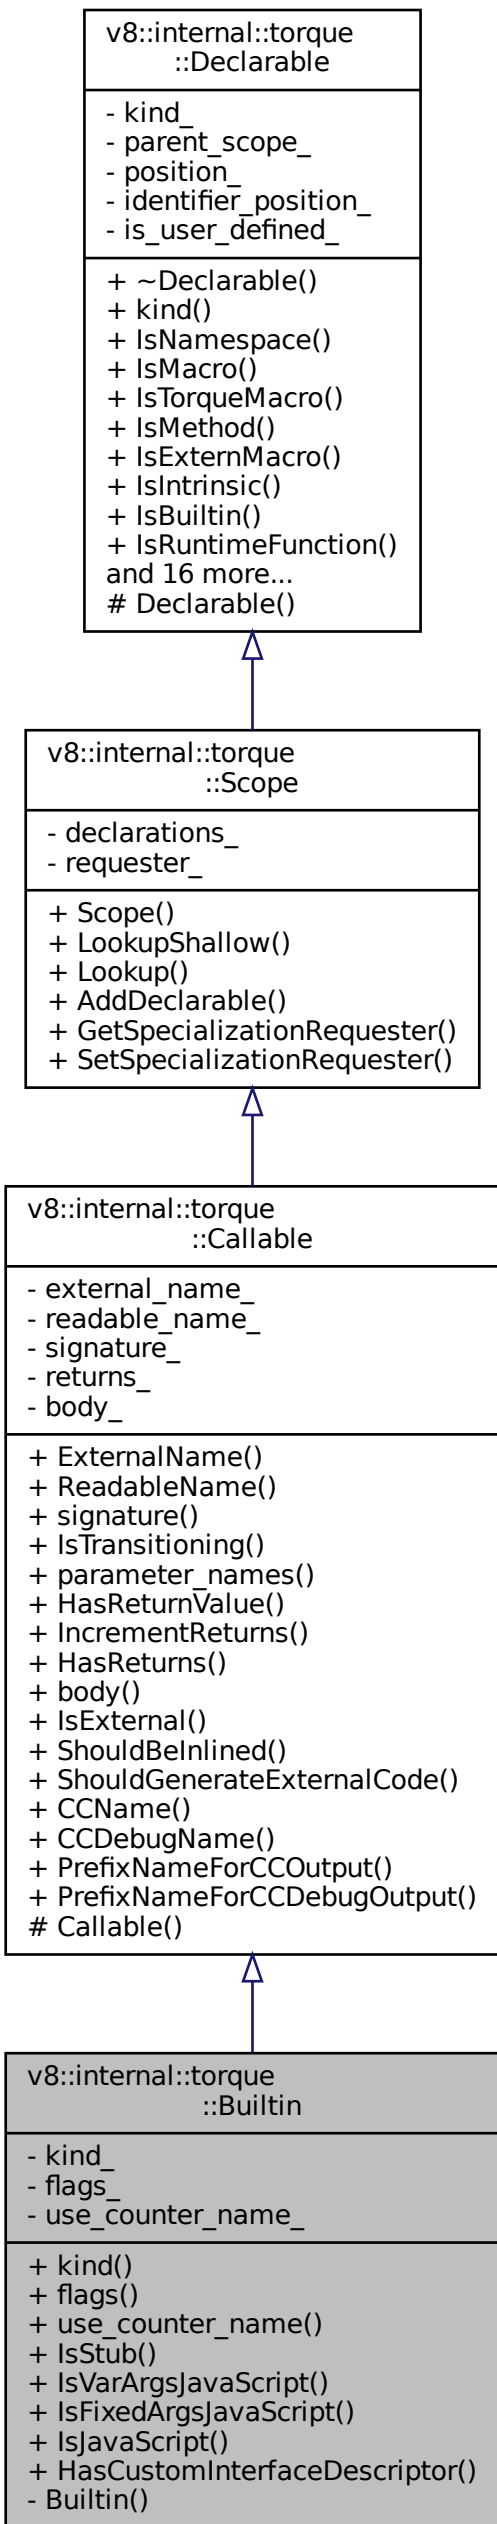 v8::internal::torque
::Declarable
- kind_
- parent_scope_
- position_
- identifier_position_
- is_user_defined_
+ ~Declarable()
+ kind()
+ IsNamespace()
+ IsMacro()
+ IsTorqueMacro()
+ IsMethod()
+ IsExternMacro()
+ IsIntrinsic()
+ IsBuiltin()
+ IsRuntimeFunction()
and 16 more...
# Declarable()
v8::internal::torque
::Scope
- declarations_
- requester_
+ Scope()
+ LookupShallow()
+ Lookup()
+ AddDeclarable()
+ GetSpecializationRequester()
+ SetSpecializationRequester()
v8::internal::torque
::Callable
- external_name_
- readable_name_
- signature_
- returns_
- body_
+ ExternalName()
+ ReadableName()
+ signature()
+ IsTransitioning()
+ parameter_names()
+ HasReturnValue()
+ IncrementReturns()
+ HasReturns()
+ body()
+ IsExternal()
+ ShouldBeInlined()
+ ShouldGenerateExternalCode()
+ CCName()
+ CCDebugName()
+ PrefixNameForCCOutput()
+ PrefixNameForCCDebugOutput()
# Callable()
v8::internal::torque
::Builtin
- kind_
- flags_
- use_counter_name_
+ kind()
+ flags()
+ use_counter_name()
+ IsStub()
+ IsVarArgsJavaScript()
+ IsFixedArgsJavaScript()
+ IsJavaScript()
+ HasCustomInterfaceDescriptor()
- Builtin()